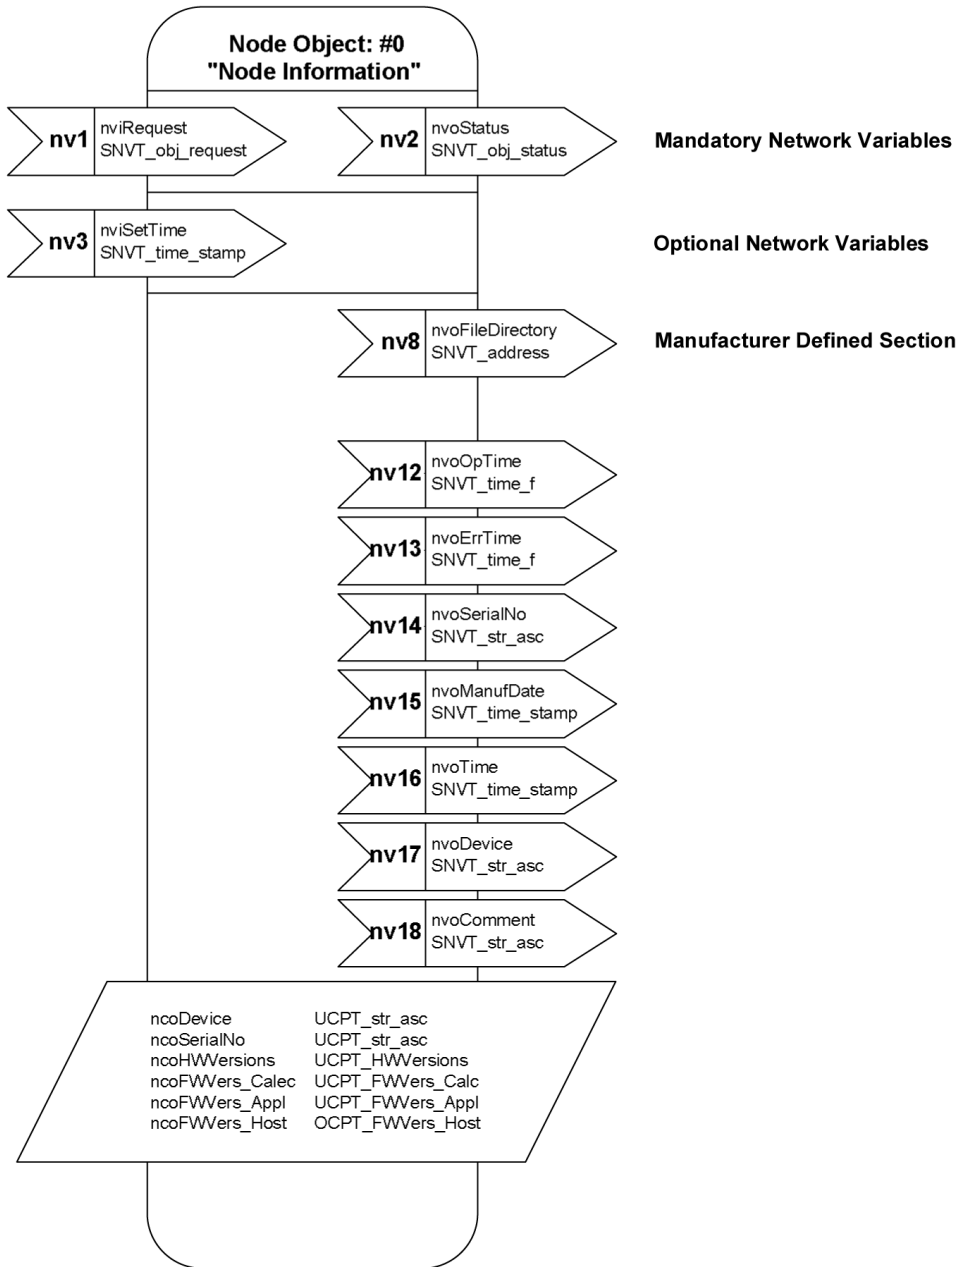 Node Object: #0
"Node Information"
nv1
nviRequest
SNVT_obj_request
nv2
nvoStatus
SNVT_obj_status
Mandatory Network Variables
nv3
nviSetTime
SNVT_time_stamp
Optional Network Variables
nv8
nvoFileDirectory
SNVT_address
Manufacturer Defined Section
nv12
nvoOpTime
SNVT_time_f
nv13
nvoErrTime
SNVT_time_f
nv14
nvoSerialNo
SNVT_str_asc
nv15
nvoManufDate
SNVT_time_stamp
nv16
nvoTime
SNVT_time_stamp
nv17
nvoDevice
SNVT_str_asc
nv18
nvoComment
SNVT_str_asc
ncoDevice UCPT_str_asc
ncoSerialNo UCPT_str_asc
ncoHWVersions UCPT_HWVersions
ncoFWVers_Calec UCPT_FWVers_Calc
ncoFWVers_Appl UCPT_FWVers_Appl
ncoFWVers_Host OCPT_FWVers_Host